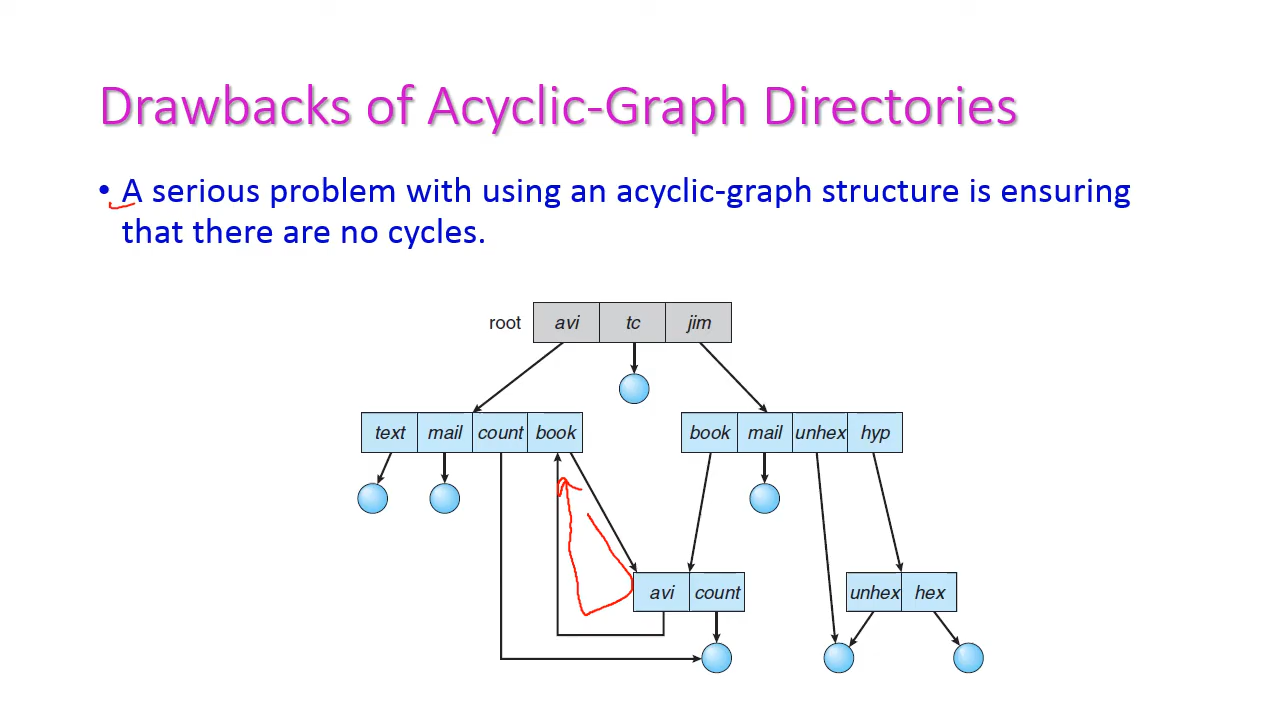 Drawbacks of Acyclic-Graph Directories
• A serious problem with using an acyclic-graph structure is ensuring
that there are no cycles.
root avi tc jim
text mail count book book mail unhex hyp
avi count unhex hex